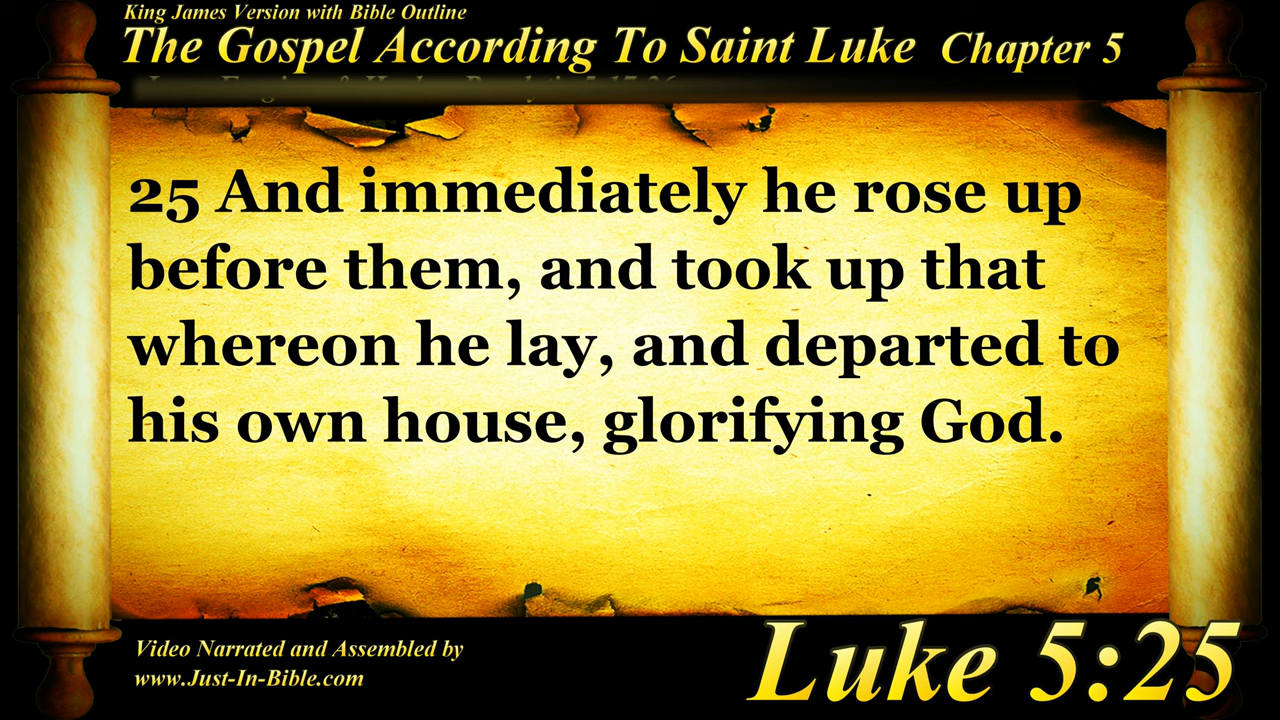 King James Version with Bible Outline
The Gospel According To Saint Luke Chapter 5
25 And immediately he rose up
before them, and took up that
whereon he lay, and departed to
his own house, glorifying God.
Video Narrated and Assembled by
www.Just-In-Bible.com
Luke 5:25